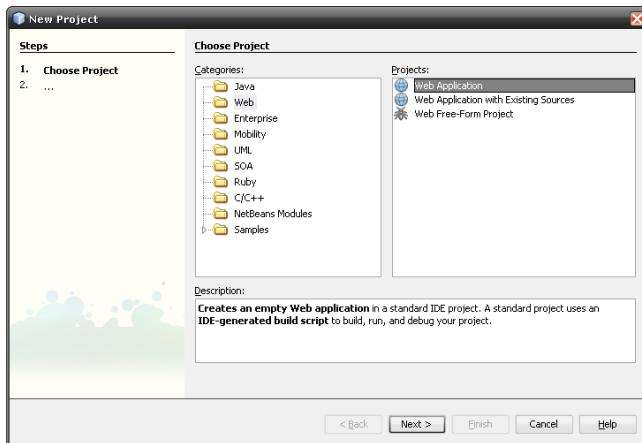 New Project
Steps
1. Choose Project
2. ...
Choose Project
Categories:
Java
Web
Enterprise
Mobility
UML
SOA
Ruby
C/C++
NetBeans Modules
Samples
Projects:
Web Application
Web Application with Existing Sources
Web Free-Form Project
Description:
Creates an empty Web application in a standard IDE project. A standard project uses an
IDE-generated build script to build, run, and debug your project.
< Back Next > Finish Cancel Help